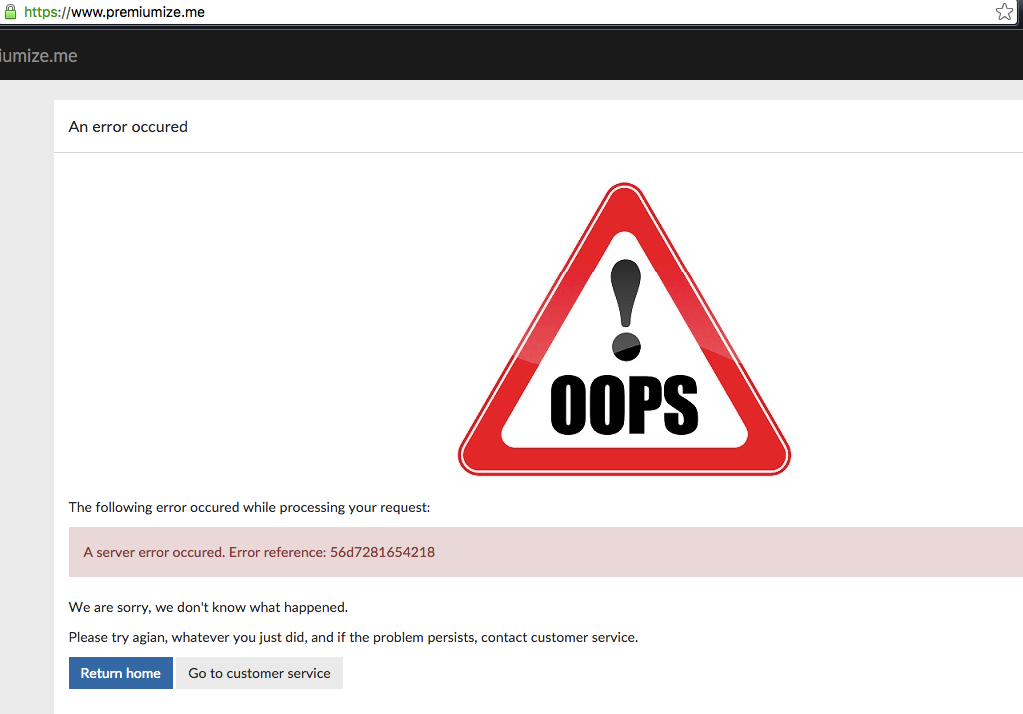 https://www.premiumize.me
iumize.me
An error occured
!
OOPS
The following error occured while processing your request:
A server error occured. Error reference: 56d7281654218
We are sorry, we don't know what happened.
Please try agian, whatever you just did, and if the problem persists, contact customer service.
Return home
Go to customer service